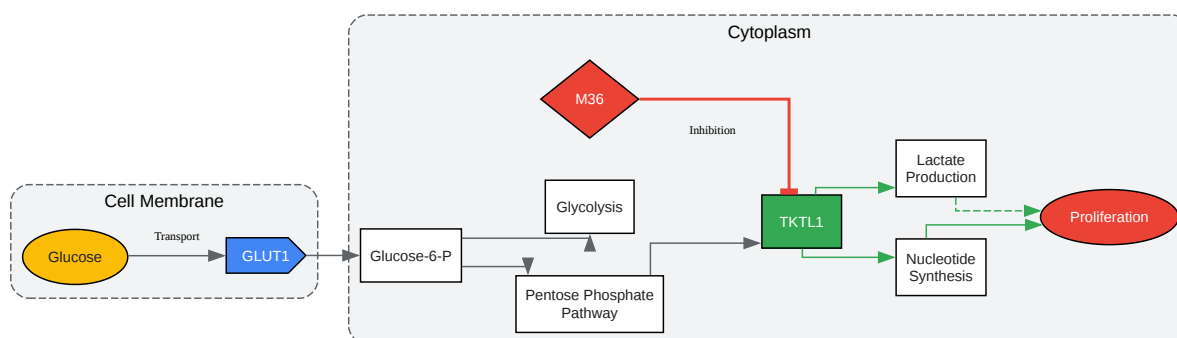 Cytoplasm
M36
Inhibition
Lactate
Production
Cell Membrane
Glycolysis
TKTL1
Proliferation
Transport
Glucose
GLUT1
Glucose-6-P
Nucleotide
Synthesis
Pentose Phosphate
Pathway